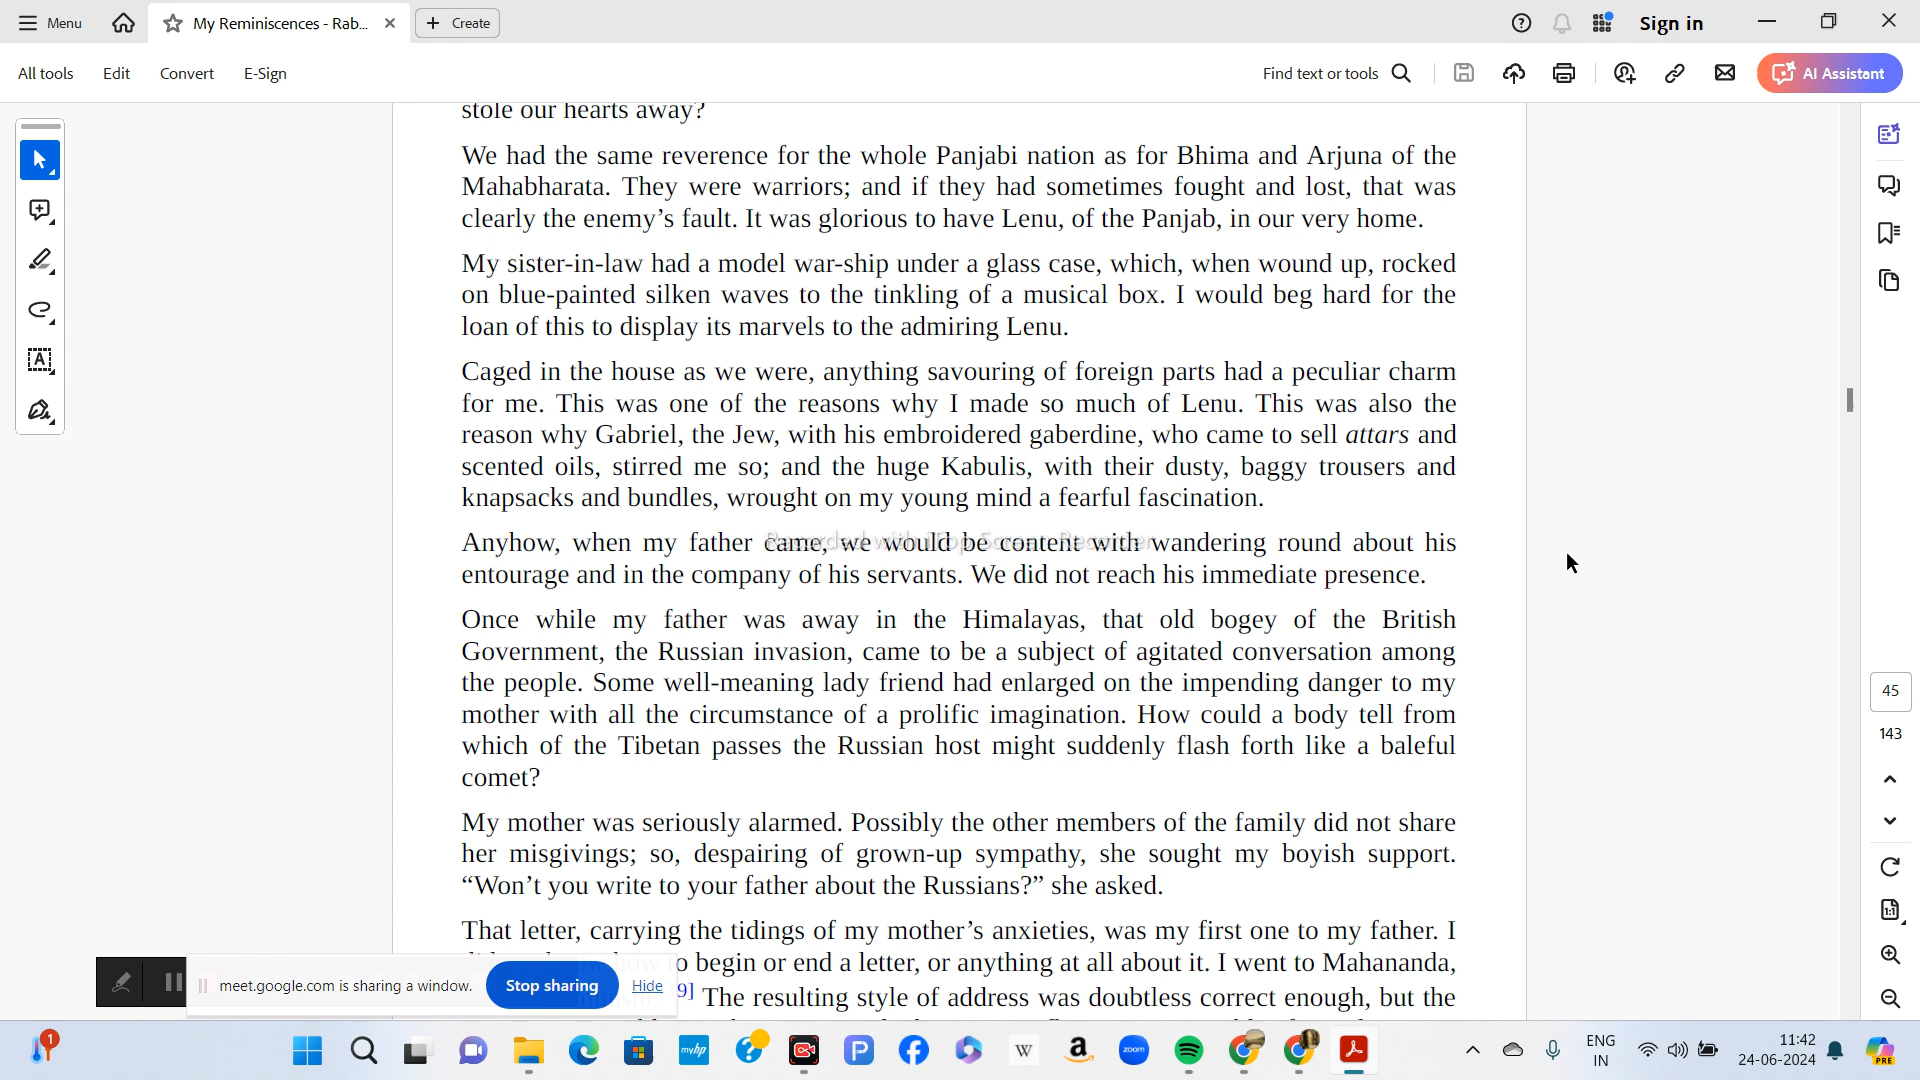 Menu
My Reminiscences - Rab...
Create
Sign in
All tools
Edit
Convert
E-Sign
Find text or tools
AI Assistant
stole our hearts away?
We had the same reverence for the whole Panjabi nation as for Bhima and Arjuna of the
Mahabharata. They were warriors; and if they had sometimes fought and lost, that was
clearly the enemy’s fault. It was glorious to have Lenu, of the Panjab, in our very home.
My sister-in-law had a model war-ship under a glass case, which, when wound up, rocked
on blue-painted silken waves to the tinkling of a musical box. I would beg hard for the
loan of this to display its marvels to the admiring Lenu.
Caged in the house as we were, anything savouring of foreign parts had a peculiar charm
for me. This was one of the reasons why I made so much of Lenu. This was also the
reason why Gabriel, the Jew, with his embroidered gaberdine, who came to sell attars and
scented oils, stirred me so; and the huge Kabulis, with their dusty, baggy trousers and
knapsacks and bundles, wrought on my young mind a fearful fascination.
Recorded with iTop Screen Recorder
Anyhow, when my father came, we would be content with wandering round about his
entourage and in the company of his servants. We did not reach his immediate presence.
Once while my father was away in the Himalayas, that old bogey of the British
Government, the Russian invasion, came to be a subject of agitated conversation among
the people. Some well-meaning lady friend had enlarged on the impending danger to my
mother with all the circumstance of a prolific imagination. How could a body tell from
which of the Tibetan passes the Russian host might suddenly flash forth like a baleful
comet?
My mother was seriously alarmed. Possibly the other members of the family did not share
her misgivings; so, despairing of grown-up sympathy, she sought my boyish support.
“Won’t you write to your father about the Russians?” she asked.
That letter, carrying the tidings of my mother’s anxieties, was my first one to my father. I
how to begin or end a letter, or anything at all about it. I went to Mahananda,
9] The resulting style of address was doubtless correct enough, but the
45
143
meet.google.com is sharing a window.
Stop sharing
Hide
1
myhp
W
a
zoom
ENG
IN
11:42
24-06-2024
PRE